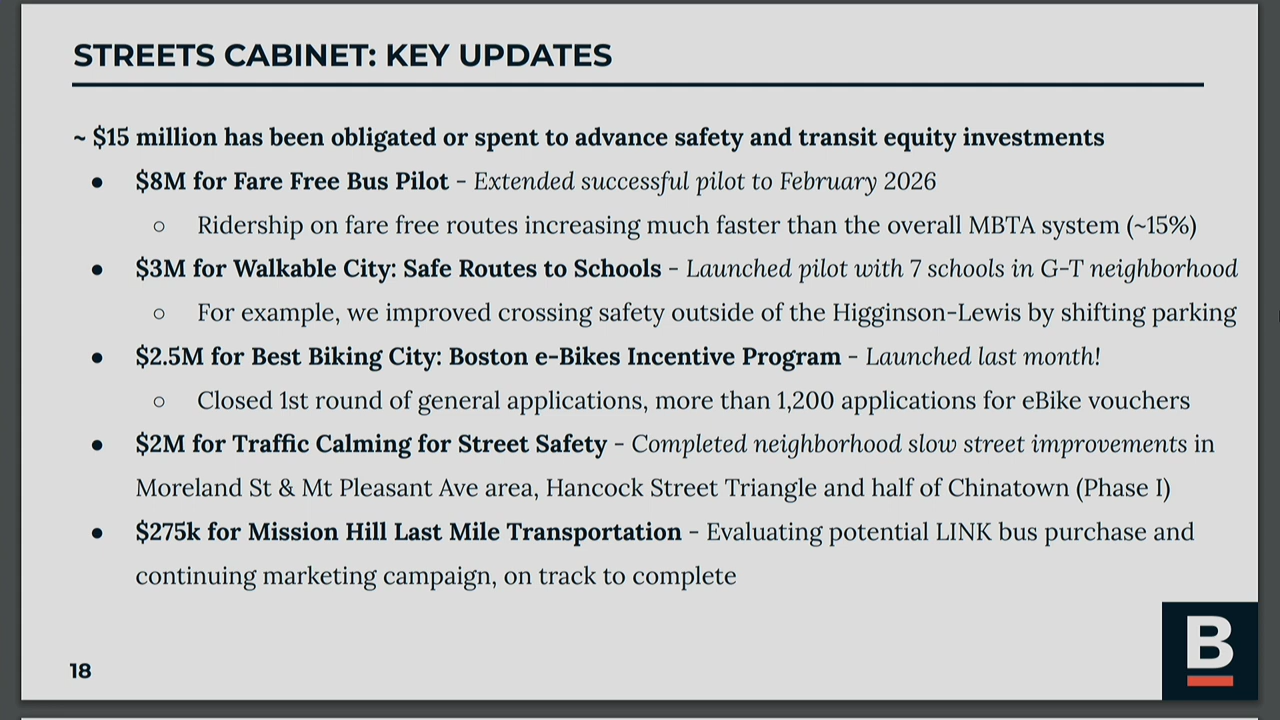 STREETS CABINET: KEY UPDATES
~ $15 million has been obligated or spent to advance safety and transit equity investments
● $8M for Fare Free Bus Pilot - Extended successful pilot to February 2026
○ Ridership on fare free routes increasing much faster than the overall MBTA system (~15%)
● $3M for Walkable City: Safe Routes to Schools - Launched pilot with 7 schools in G-T neighborhood
○ For example, we improved crossing safety outside of the Higginson-Lewis by shifting parking
● $2.5M for Best Biking City: Boston e-Bikes Incentive Program - Launched last month!
○ Closed 1st round of general applications, more than 1,200 applications for eBike vouchers
● $2M for Traffic Calming for Street Safety - Completed neighborhood slow street improvements in
Moreland St & Mt Pleasant Ave area, Hancock Street Triangle and half of Chinatown (Phase I)
● $275k for Mission Hill Last Mile Transportation - Evaluating potential LINK bus purchase and
continuing marketing campaign, on track to complete
18
B